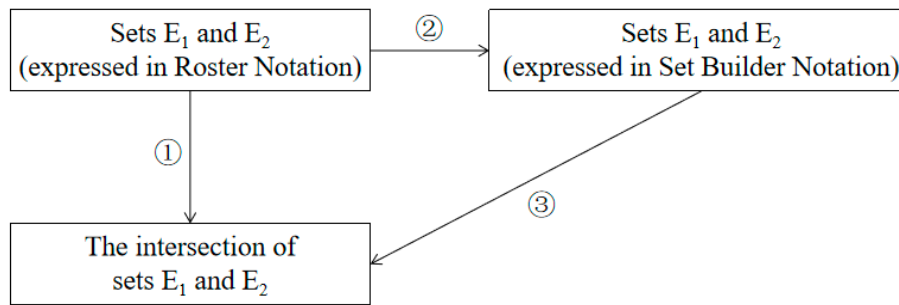 Sets E₁ and E₂
(expressed in Roster Notation)
②
Sets E₁ and E₂
(expressed in Set Builder Notation)
①
③
The intersection of
sets E₁ and E₂